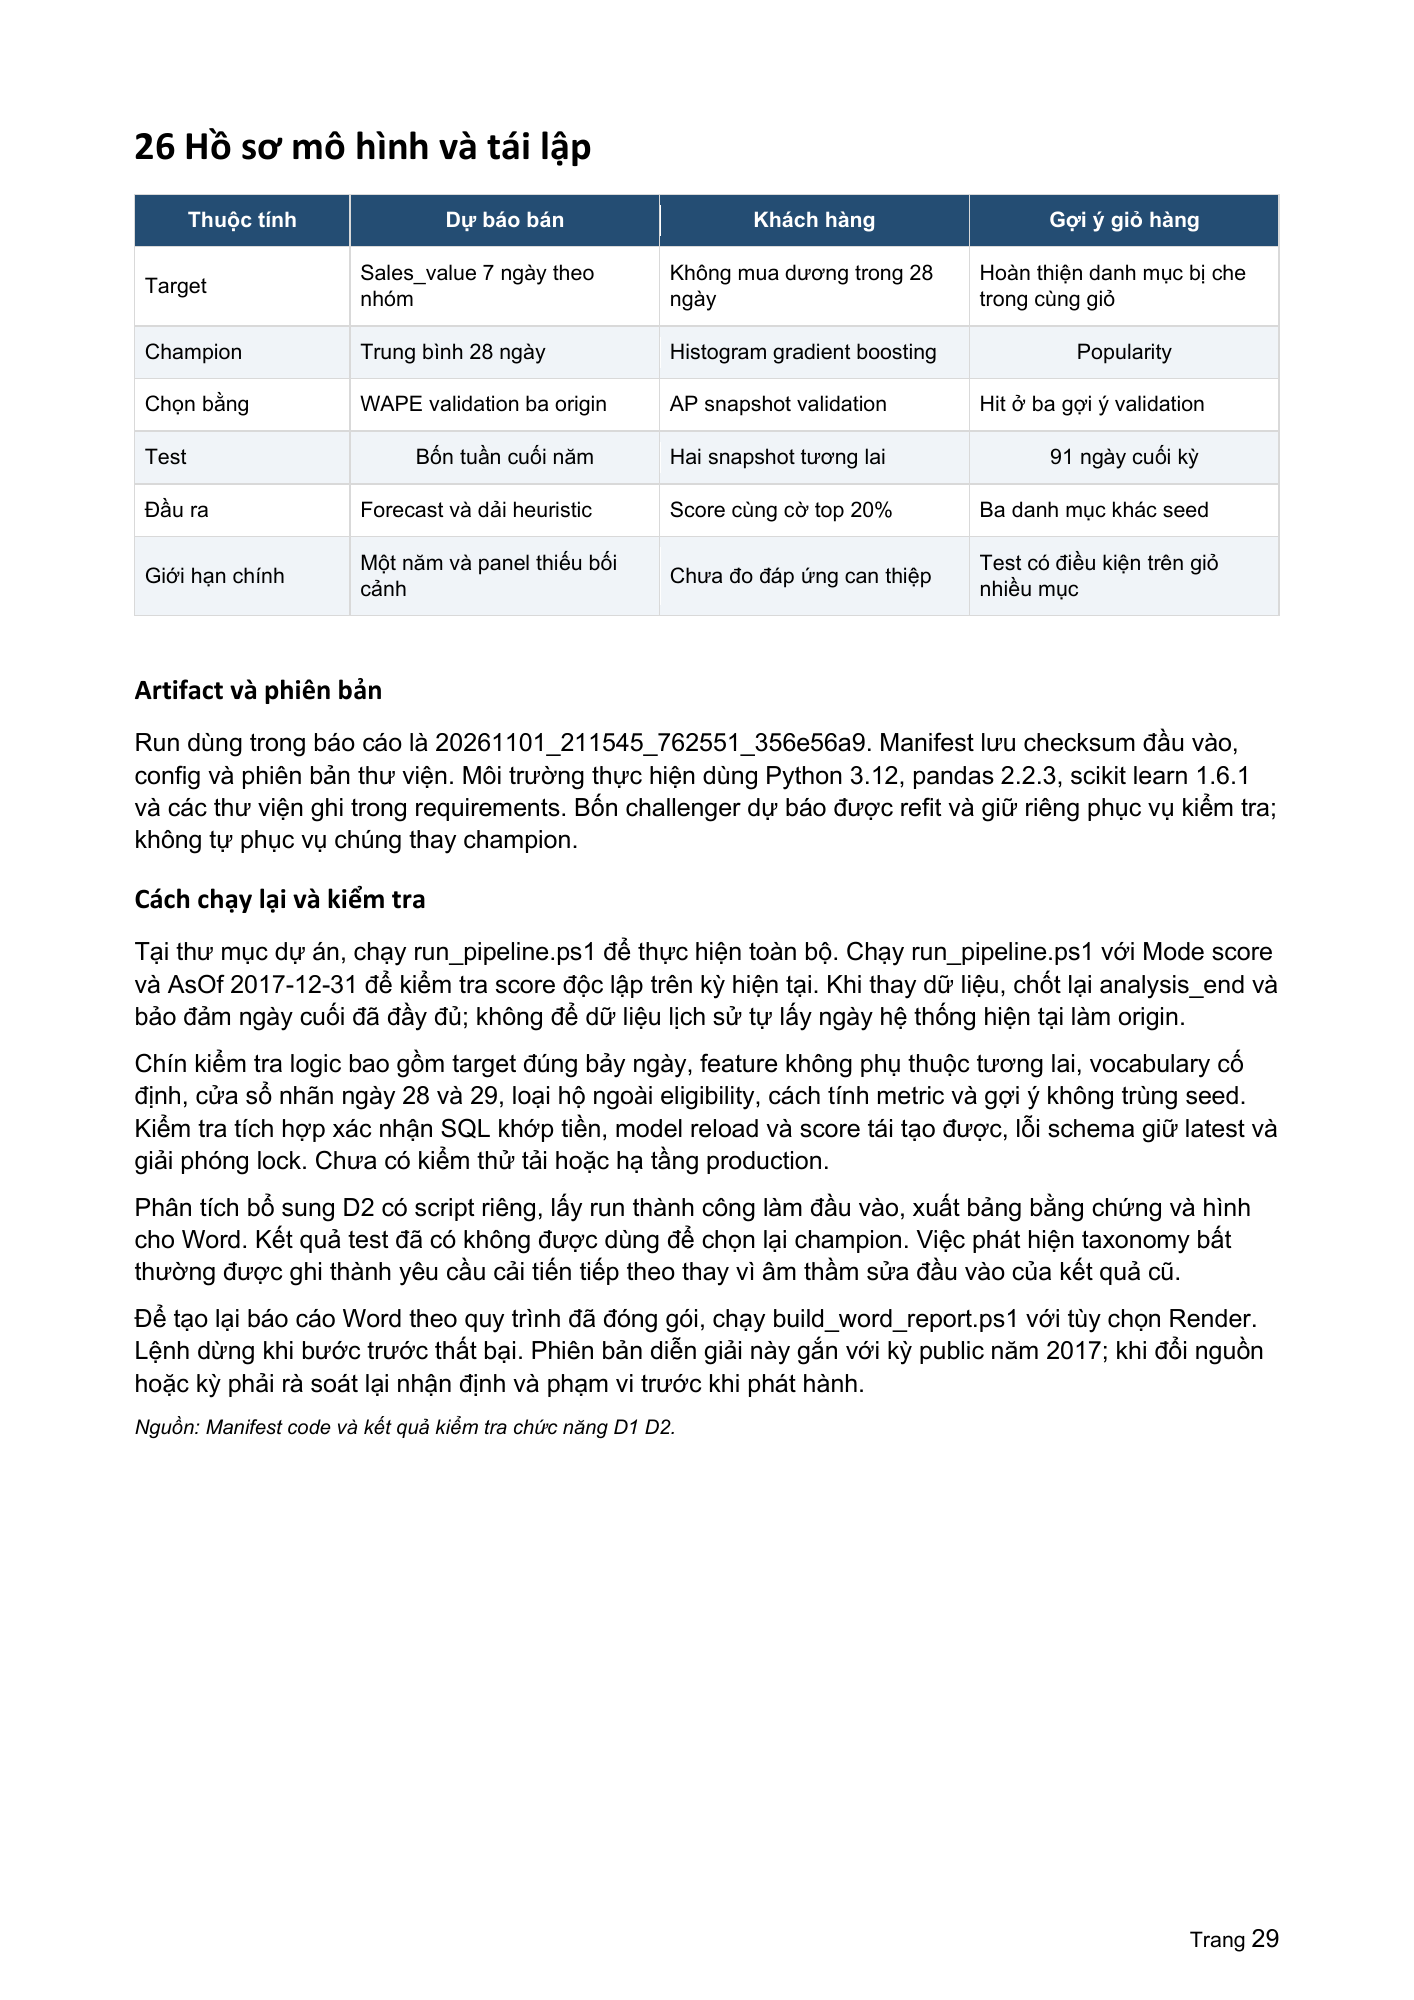 26 Hồ sơ mô hình và tái lập
Thuộc tính Dự báo bán Khách hàng Gợi ý giỏ hàng
Target Sales_value 7 ngày theo nhóm Không mua dương trong 28 ngày Hoàn thiện danh mục bị che trong cùng giỏ
Champion Trung bình 28 ngày Histogram gradient boosting Popularity
Chọn bằng WAPE validation ba origin AP snapshot validation Hit ở ba gợi ý validation
Test Bốn tuần cuối năm Hai snapshot tương lai 91 ngày cuối kỳ
Đầu ra Forecast và dải heuristic Score cùng cờ top 20% Ba danh mục khác seed
Giới hạn chính Một năm và panel thiếu bối cảnh Chưa đo đáp ứng can thiệp Test có điều kiện trên giỏ nhiều mục
Artifact và phiên bản
Run dùng trong báo cáo là 20261101_211545_762551_356e56a9. Manifest lưu checksum đầu vào,
config và phiên bản thư viện. Môi trường thực hiện dùng Python 3.12, pandas 2.2.3, scikit learn 1.6.1
và các thư viện ghi trong requirements. Bốn challenger dự báo được refit và giữ riêng phục vụ kiểm tra;
không tự phục vụ chúng thay champion.
Cách chạy lại và kiểm tra
Tại thư mục dự án, chạy run_pipeline.ps1 để thực hiện toàn bộ. Chạy run_pipeline.ps1 với Mode score
và AsOf 2017-12-31 để kiểm tra score độc lập trên kỳ hiện tại. Khi thay dữ liệu, chốt lại analysis_end và
bảo đảm ngày cuối đã đầy đủ; không để dữ liệu lịch sử tự lấy ngày hệ thống hiện tại làm origin.
Chín kiểm tra logic bao gồm target đúng bảy ngày, feature không phụ thuộc tương lai, vocabulary cố
định, cửa sổ nhãn ngày 28 và 29, loại hộ ngoài eligibility, cách tính metric và gợi ý không trùng seed.
Kiểm tra tích hợp xác nhận SQL khớp tiền, model reload và score tái tạo được, lỗi schema giữ latest và
giải phóng lock. Chưa có kiểm thử tải hoặc hạ tầng production.
Phân tích bổ sung D2 có script riêng, lấy run thành công làm đầu vào, xuất bảng bằng chứng và hình
cho Word. Kết quả test đã có không được dùng để chọn lại champion. Việc phát hiện taxonomy bất
thường được ghi thành yêu cầu cải tiến tiếp theo thay vì âm thầm sửa đầu vào của kết quả cũ.
Để tạo lại báo cáo Word theo quy trình đã đóng gói, chạy build_word_report.ps1 với tùy chọn Render.
Lệnh dừng khi bước trước thất bại. Phiên bản diễn giải này gắn với kỳ public năm 2017; khi đổi nguồn
hoặc kỳ phải rà soát lại nhận định và phạm vi trước khi phát hành.
Nguồn: Manifest code và kết quả kiểm tra chức năng D1 D2.
Trang 29